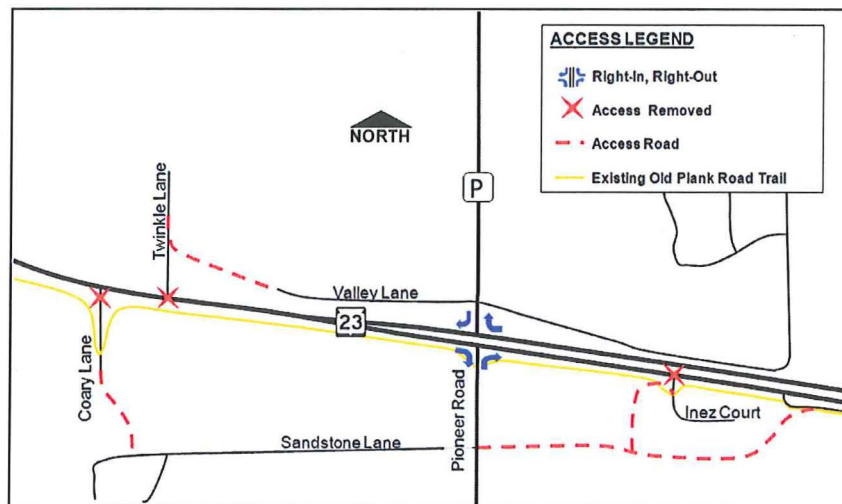 ACCESS LEGEND
Right-In, Right-Out
Access Removed
Access Road
Existing Old Plank Road Trail
NORTH
P
Twinkle Lane
Valley Lane
23
Coary Lane
Pioneer Road
Inez Court
Sandstone Lane